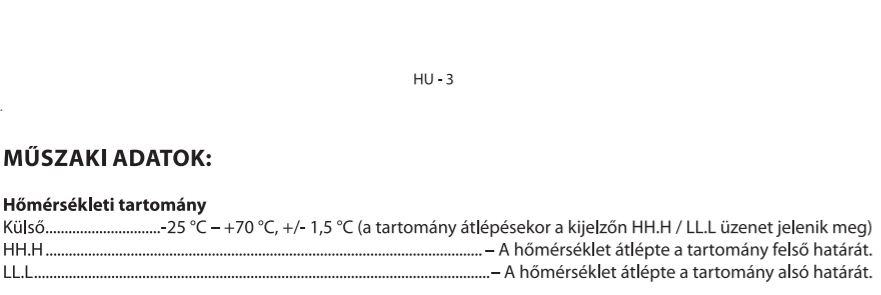 HU - 3
MŰSZAKI ADATOK:
Hőmérsékleti tartomány
Külső..............................-25 °C – +70 °C, +/- 1,5 °C (a tartomány átlépésekor a kijelzőn HH.H / LL.L üzenet jelenik meg)
HH.H .............................................................................................................. – A hőmérséklet átlépte a tartomány felső határát.
LL.L.................................................................................................................– A hőmérséklet átlépte a tartomány alsó határát.